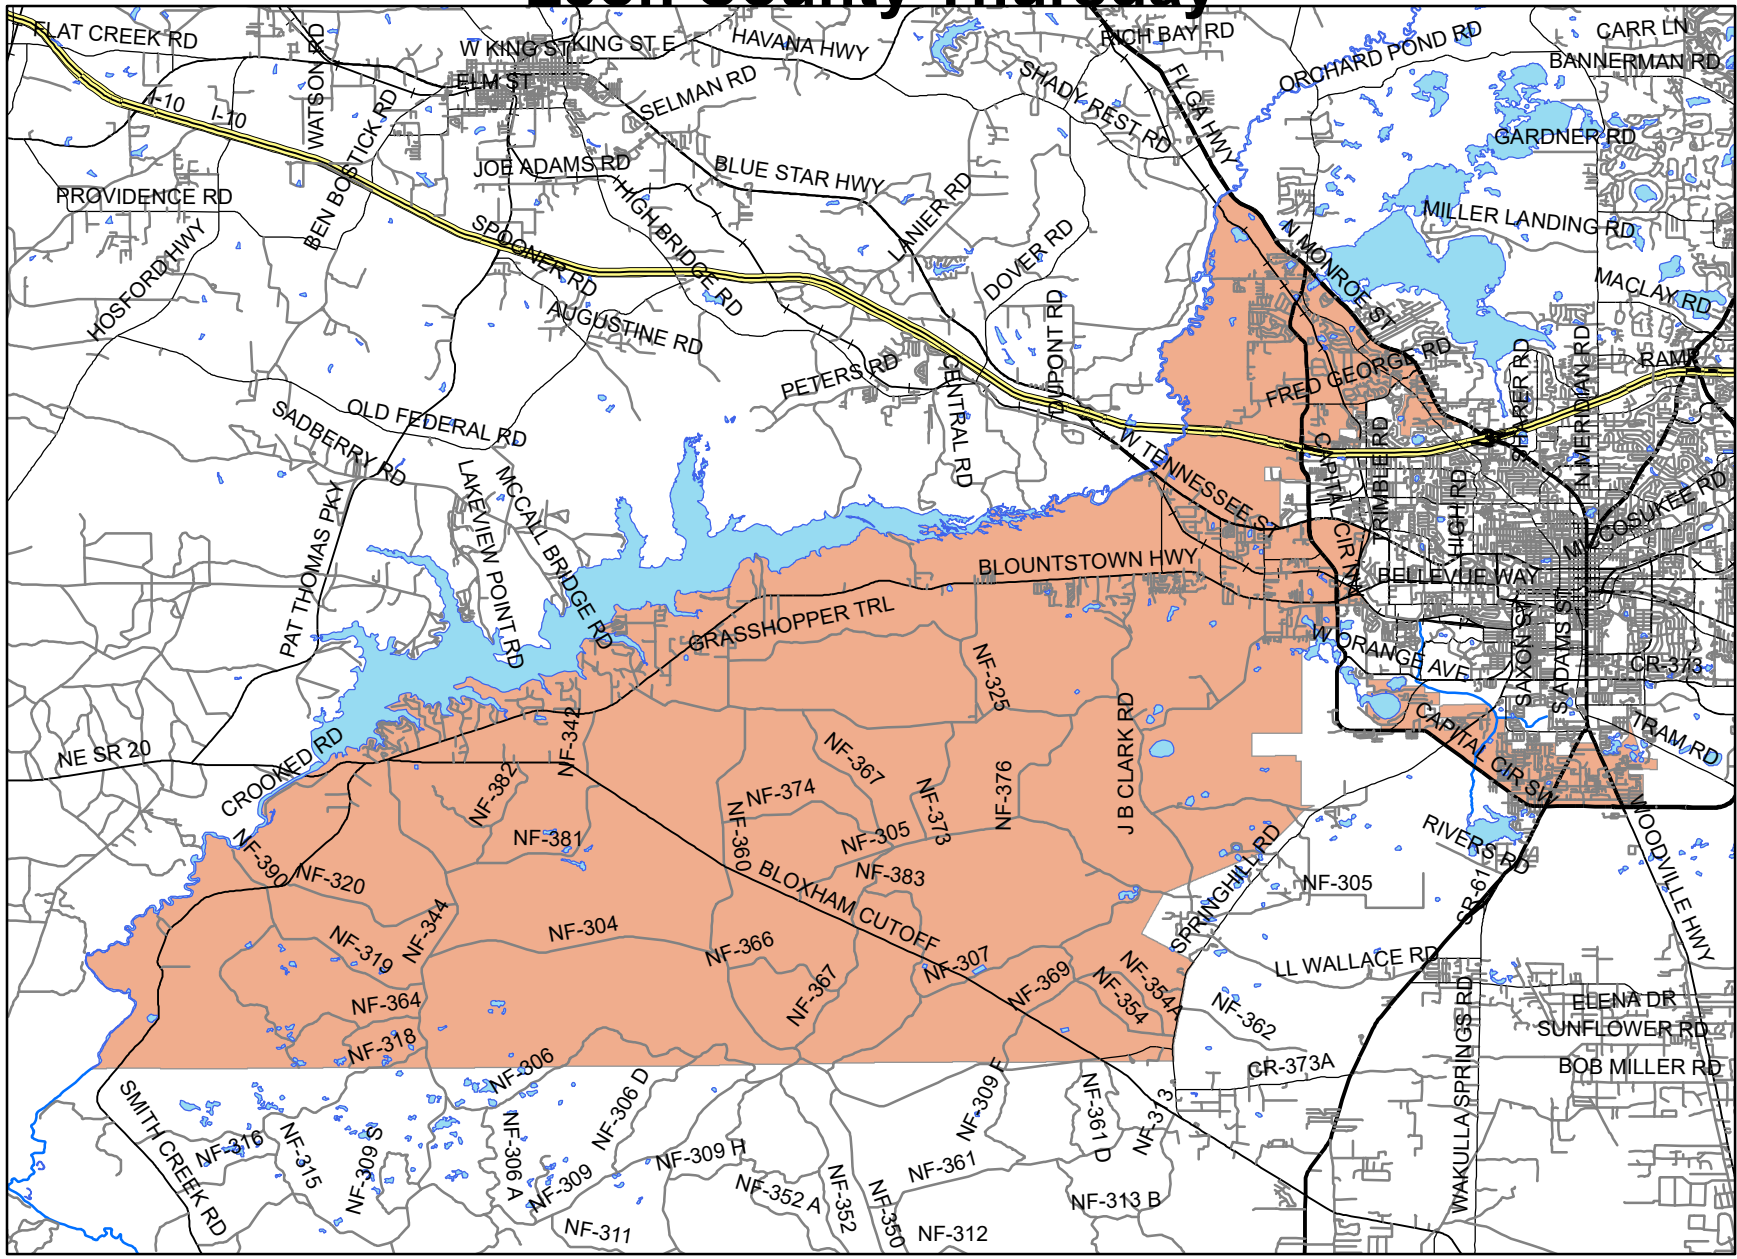 Leon County Thursday
FLAT CREEK RD
WATSON RD
W KING ST
KING ST E
HAVANA HWY
RICH BAY RD
ORCHARD POND RD
CARR LN
BANNERMAN RD
ELM ST
SELMAN RD
SHADY REST RD
FL GA HWY
I-10
I-10
GARDNER RD
BEN BOSTICK RD
JOE ADAMS RD
BLUE STAR HWY
PROVIDENCE RD
HIGH BRIDGE RD
LANIER RD
MILLER LANDING RD
HOSFORD HWY
SPOONER RD
DOVER RD
N MONROE ST
MACLAY RD
AUGUSTINE RD
DUPONT RD
PETERS RD
CENTRAL RD
FRED GEORGE RD
SHARER RD
N MERIDIAN RD
RAMP
OLD FEDERAL RD
SADBERRY RD
W TENNESSEE ST
CAPITAL CIR NW
TRIMBLE RD
HIGH RD
MICCOSUKEE RD
LAKEVIEW POINT RD
MCCALL BRIDGE RD
PAT THOMAS PKY
BLOUNTSTOWN HWY
BELLEVUE WAY
GRASSHOPPER TRL
W ORANGE AVE
SAXON ST
S ADAMS ST
CR-373
NF-325
J B CLARK RD
NE SR 20
CROOKED RD
NF-342
CAPITAL CIR SW
TRAM RD
NF-382
NF-367
NF-374
NF-373
NF-376
NF-381
NF-360
NF-305
RIVERS RD
WOODVILLE HWY
NF-390
NF-320
BLOXHAM CUTOFF
NF-383
SPRINGHILL RD
NF-305
SR-61
NF-344
NF-304
NF-319
NF-366
NF-307
NF-369
NF-354A
NF-354
LL WALLACE RD
NF-364
NF-367
NF-362
ELENA DR
SUNFLOWER RD
NF-318
NF-306
CR-373A
BOB MILLER RD
WAKULLA SPRINGS RD
SMITH CREEK RD
NF-316
NF-315
NF-309 S
NF-306 A
NF-306 D
NF-309
NF-309 H
NF-309 F
NF-361 D
NF-373
NF-352 A
NF-352
NF-350
NF-361
NF-313 B
NF-311
NF-312